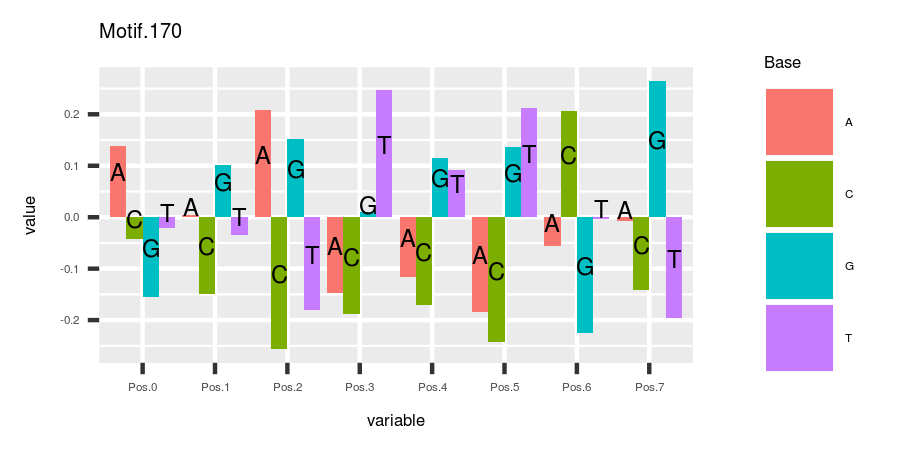 Motif.170
Base
A
C
G
T
value
0.2
0.1
0.0
-0.1
-0.2
A C G T A C G T A C G T A C G T A C G T A C G T A C G T A C G T
Pos.0 Pos.1 Pos.2 Pos.3 Pos.4 Pos.5 Pos.6 Pos.7
variable